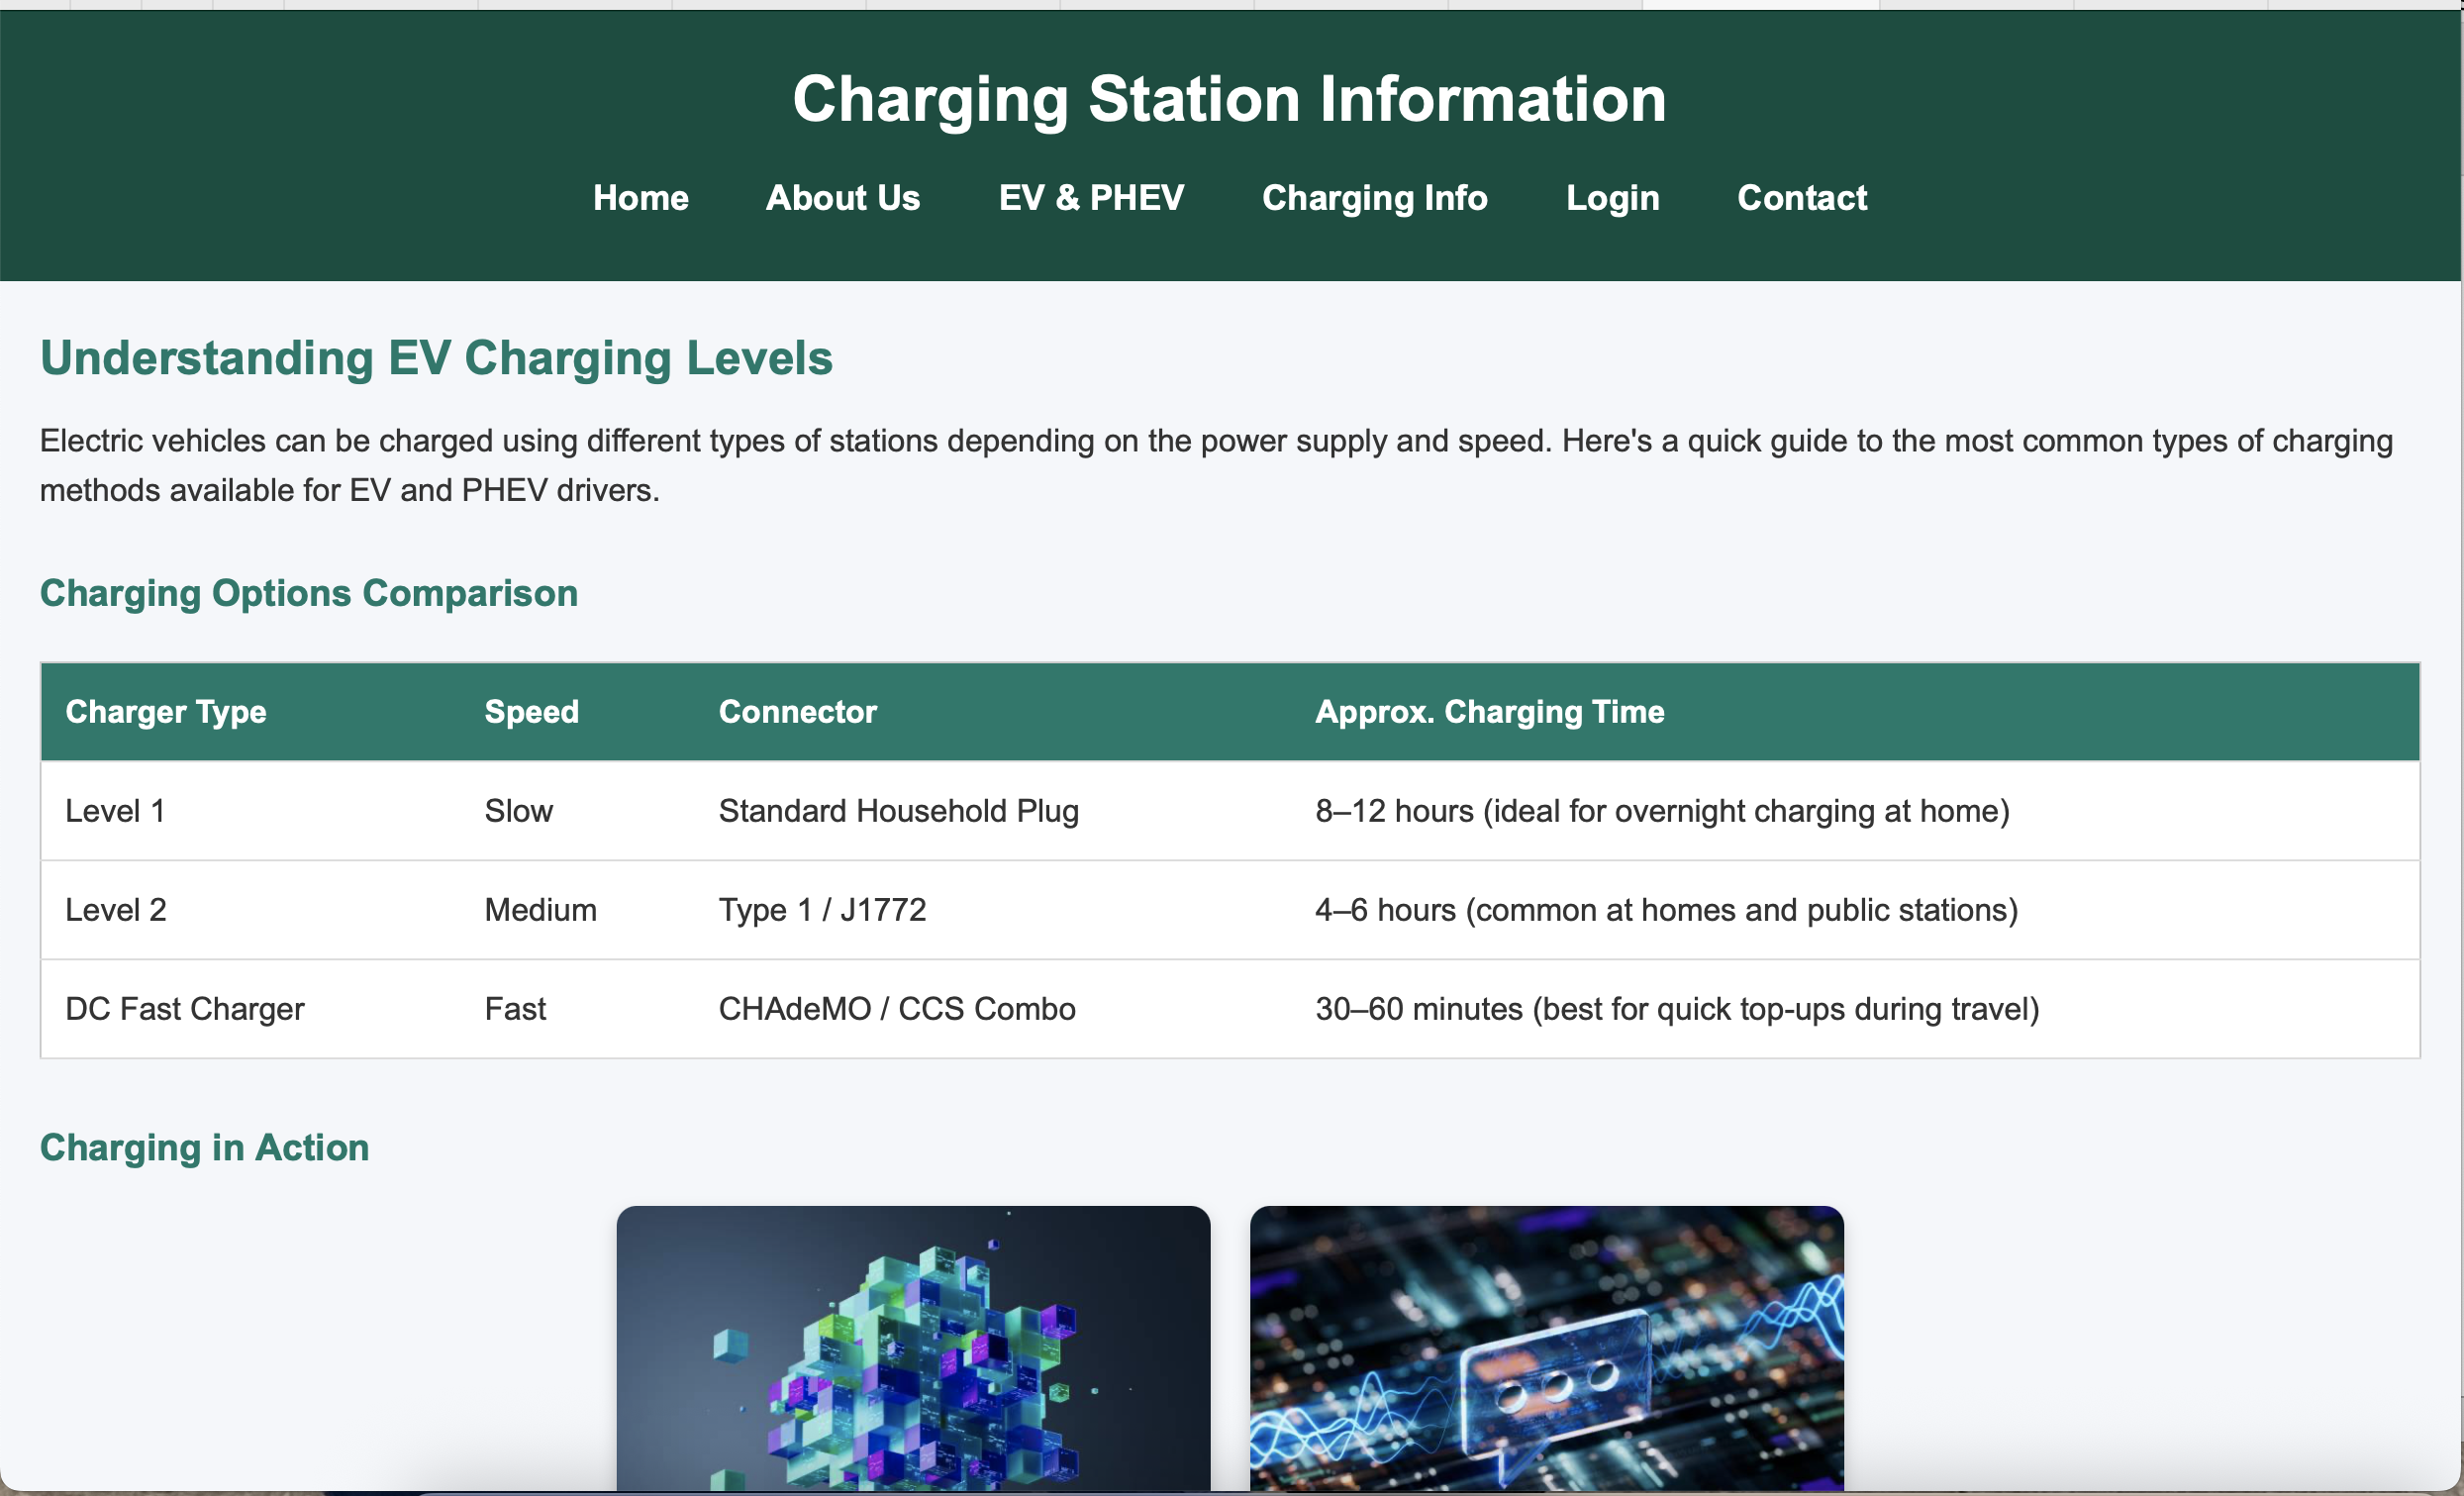 Charging Station Information
Home About Us EV & PHEV Charging Info Login Contact
Understanding EV Charging Levels
Electric vehicles can be charged using different types of stations depending on the power supply and speed. Here's a quick guide to the most common types of charging
methods available for EV and PHEV drivers.
Charging Options Comparison
Charger Type Speed Connector Approx. Charging Time
Level 1 Slow Standard Household Plug 8–12 hours (ideal for overnight charging at home)
Level 2 Medium Type 1 / J1772 4–6 hours (common at homes and public stations)
DC Fast Charger Fast CHAdeMO / CCS Combo 30–60 minutes (best for quick top-ups during travel)
Charging in Action